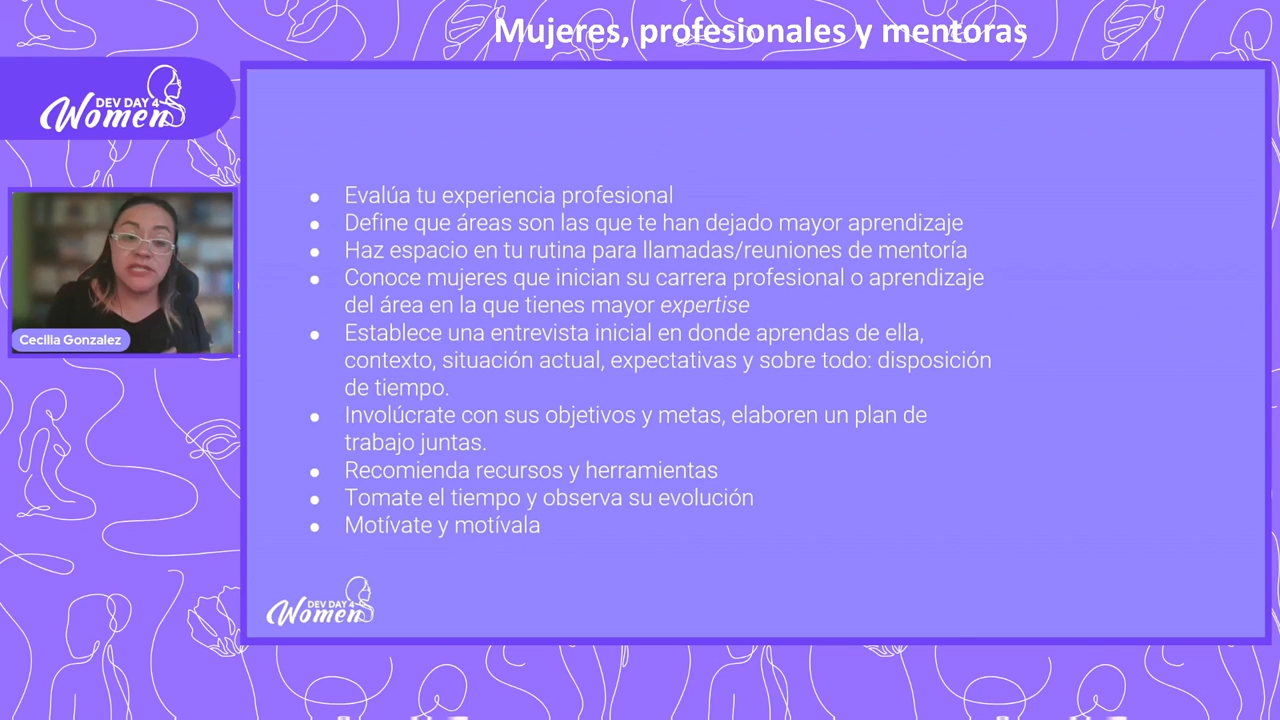 Mujeres, profesionales y mentoras
DEV DAY 4
Women
Cecilia Gonzalez
● Evalúa tu experiencia profesional
● Define que áreas son las que te han dejado mayor aprendizaje
● Haz espacio en tu rutina para llamadas/reuniones de mentoría
● Conoce mujeres que inician su carrera profesional o aprendizaje
del área en la que tienes mayor expertise
● Establece una entrevista inicial en donde aprendas de ella,
contexto, situación actual, expectativas y sobre todo: disposición
de tiempo.
● Involúcrate con sus objetivos y metas, elaboren un plan de
trabajo juntas.
● Recomienda recursos y herramientas
● Tomate el tiempo y observa su evolución
● Motívate y motívala
DEV DAY 4
Women